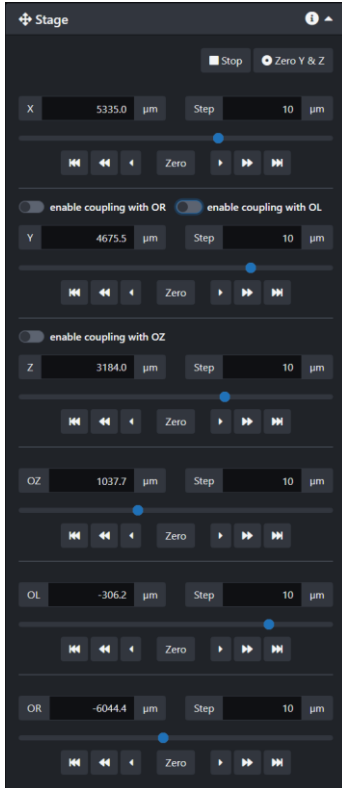 Stage
Stop Zero Y & Z
X 5335.0 µm Step 10 µm
Zero
enable coupling with OR enable coupling with OL
Y 4675.5 µm Step 10 µm
Zero
enable coupling with OZ
Z 3184.0 µm Step 10 µm
Zero
OZ 1037.7 µm Step 10 µm
Zero
OL -306.2 µm Step 10 µm
Zero
OR -6044.4 µm Step 10 µm
Zero